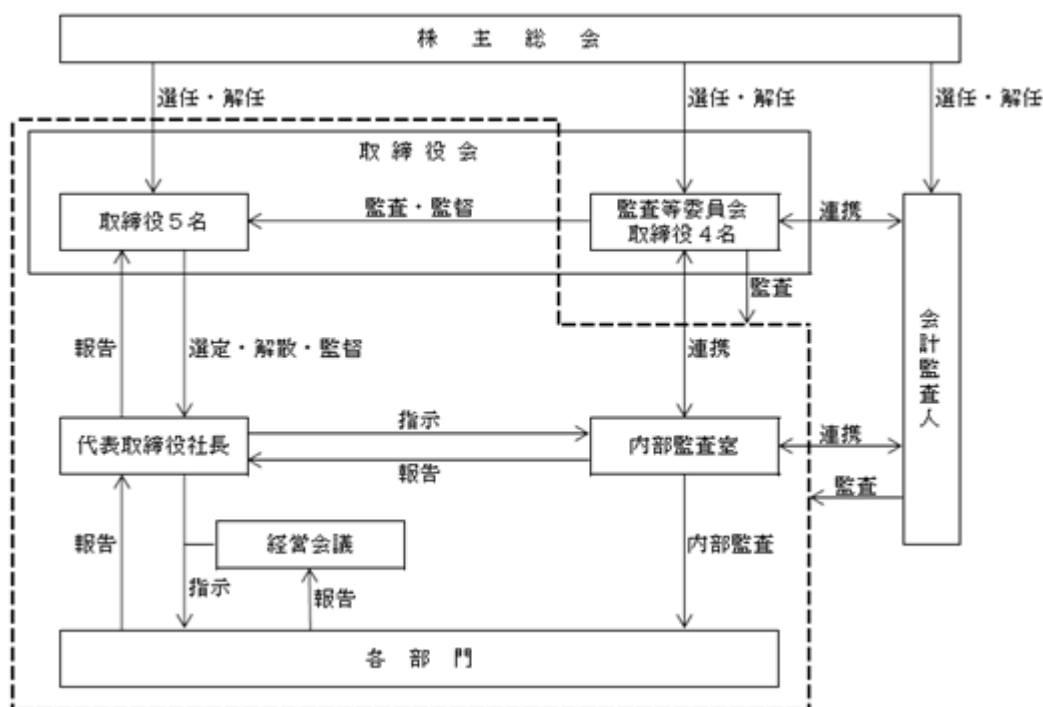 株主総会
選任・解任
選任・解任
選任・解任
取締役会
取締役５名
監査・監督
監査等委員会
取締役４名
連携
監査
会計監査人
報告
選定・解散・監督
連携
代表取締役社長
指示
報告
内部監査室
連携
監査
報告
経営会議
指示
報告
内部監査
各部門